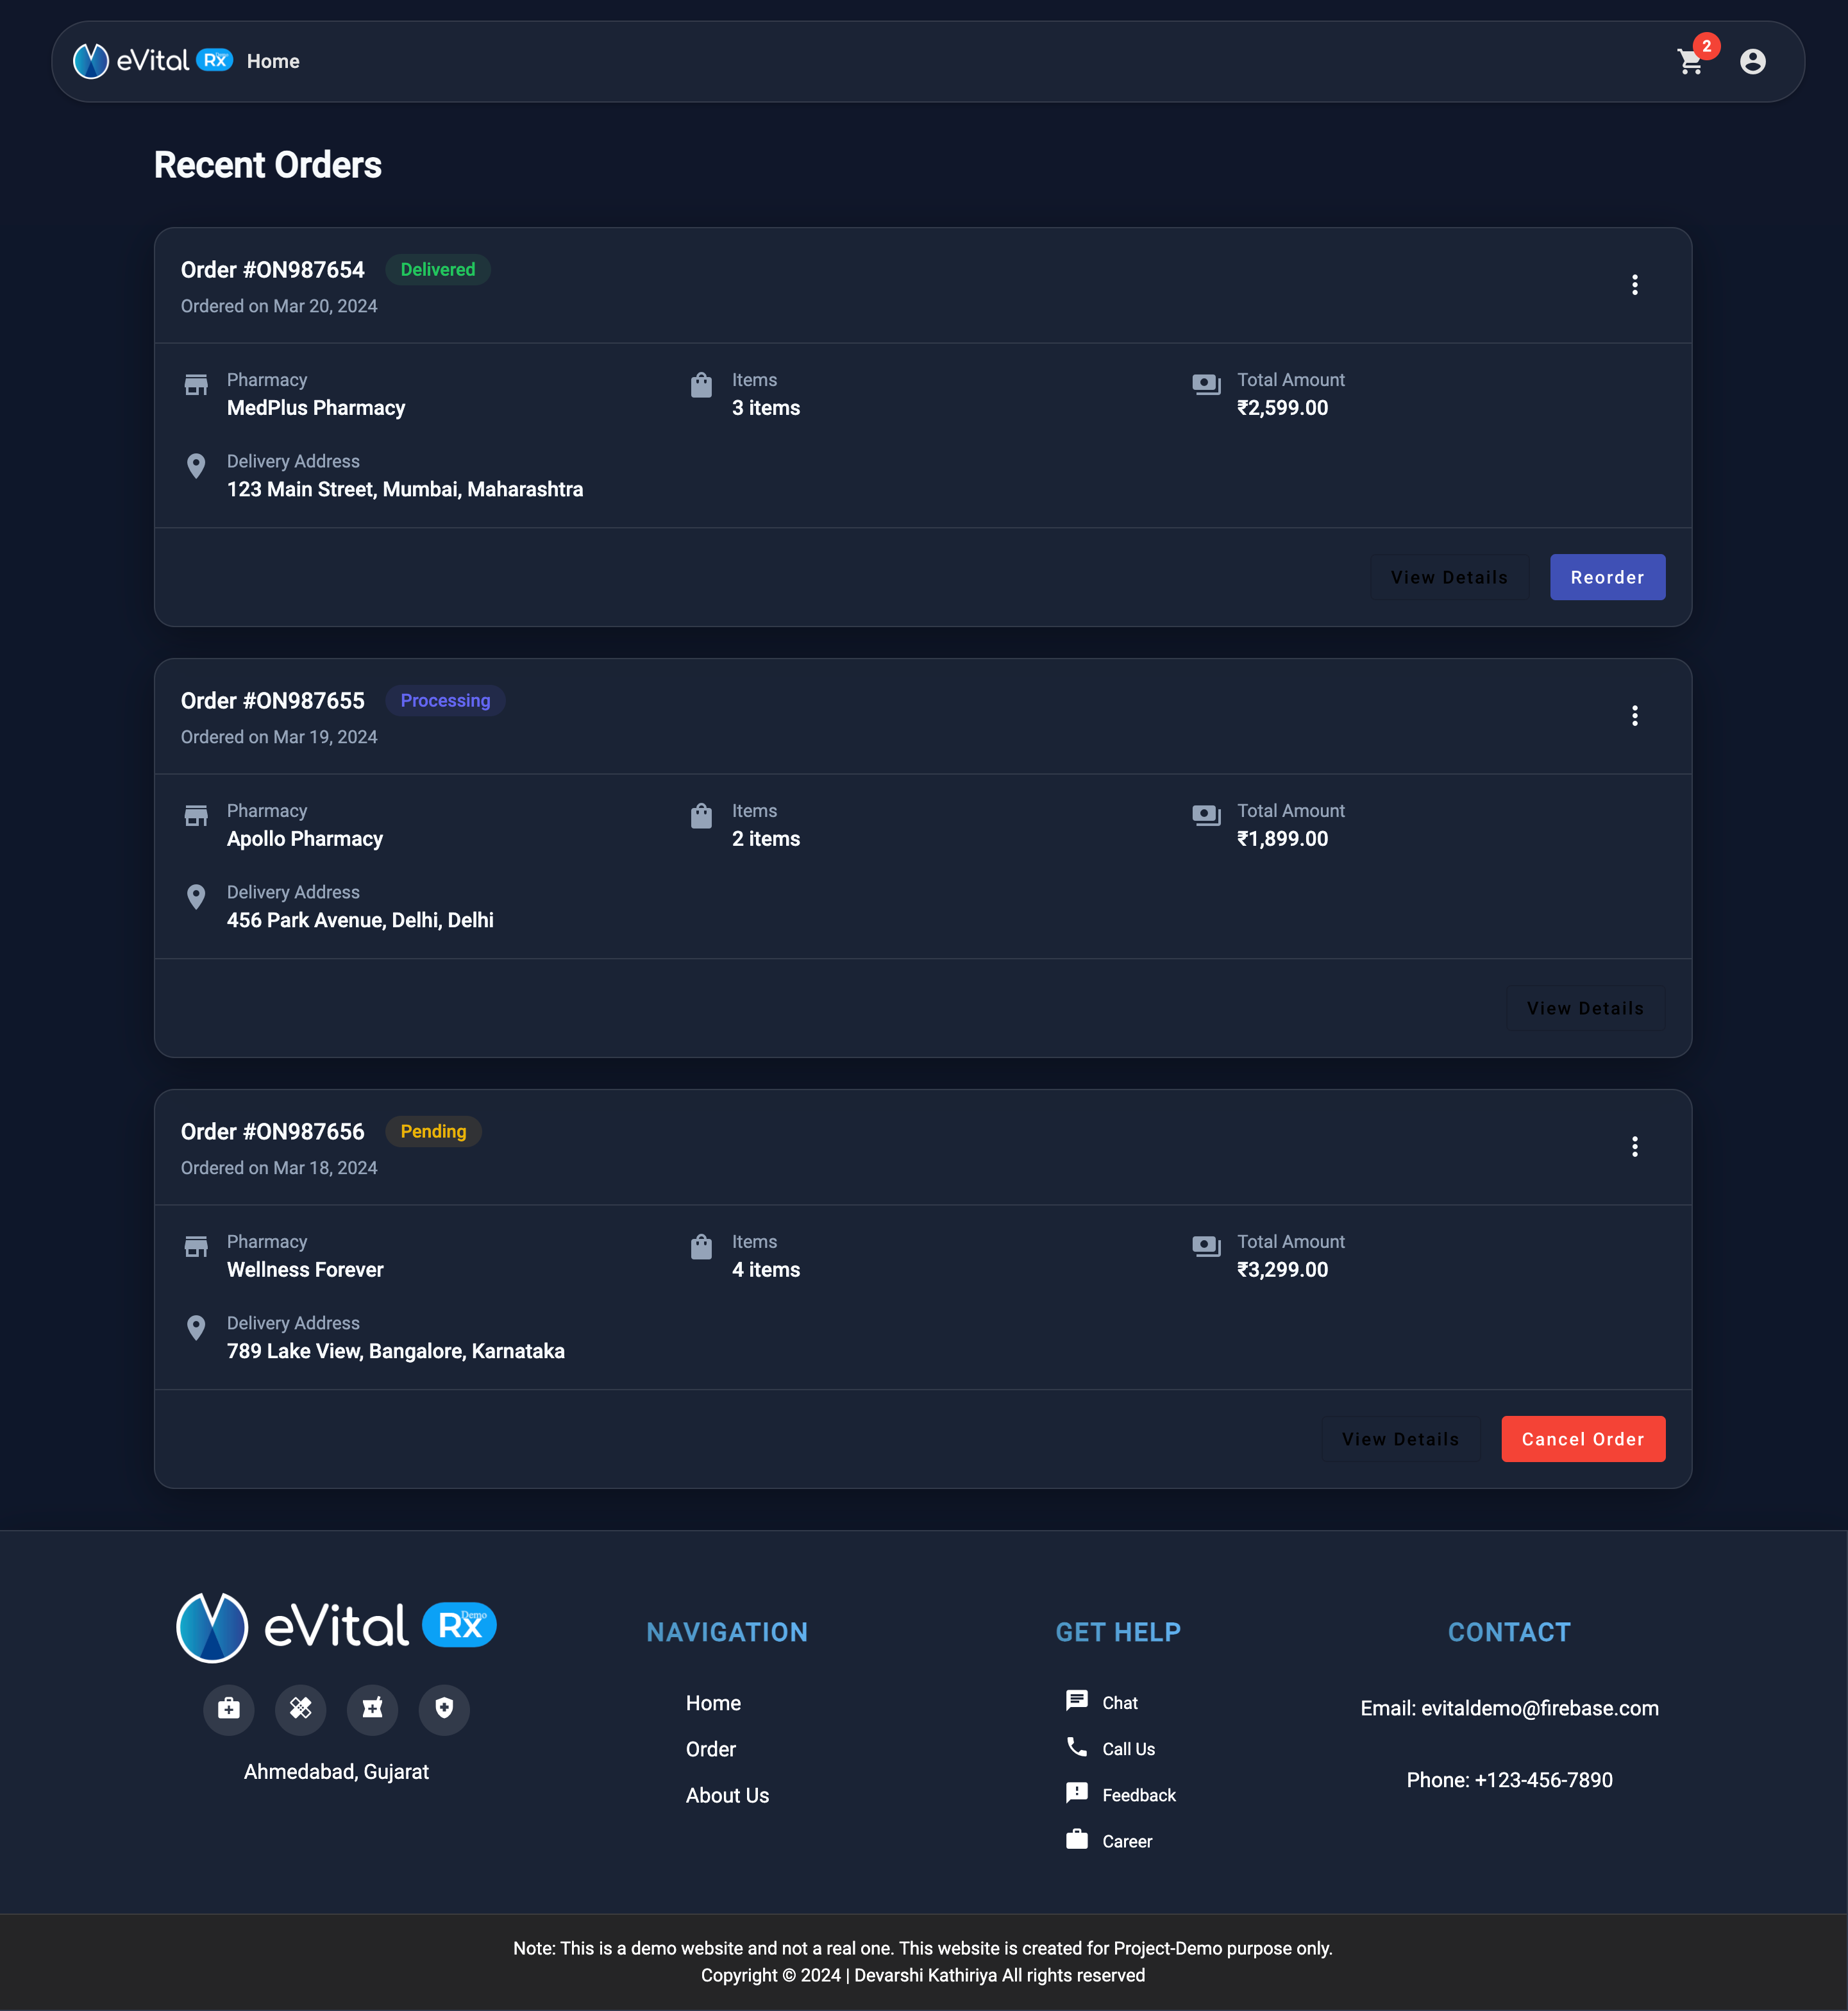 eVital Rx Demo Home 2
Recent Orders
Order #ON987654 Delivered
Ordered on Mar 20, 2024
Pharmacy Items Total Amount
MedPlus Pharmacy 3 items ₹2,599.00
Delivery Address
123 Main Street, Mumbai, Maharashtra
View Details Reorder
Order #ON987655 Processing
Ordered on Mar 19, 2024
Pharmacy Items Total Amount
Apollo Pharmacy 2 items ₹1,899.00
Delivery Address
456 Park Avenue, Delhi, Delhi
View Details
Order #ON987656 Pending
Ordered on Mar 18, 2024
Pharmacy Items Total Amount
Wellness Forever 4 items ₹3,299.00
Delivery Address
789 Lake View, Bangalore, Karnataka
View Details Cancel Order
eVital Rx Demo
Ahmedabad, Gujarat
NAVIGATION
Home
Order
About Us
GET HELP
Chat
Call Us
Feedback
Career
CONTACT
Email: evitaldemo@firebase.com
Phone: +123-456-7890
Note: This is a demo website and not a real one. This website is created for Project-Demo purpose only.
Copyright © 2024 | Devarshi Kathiriya All rights reserved